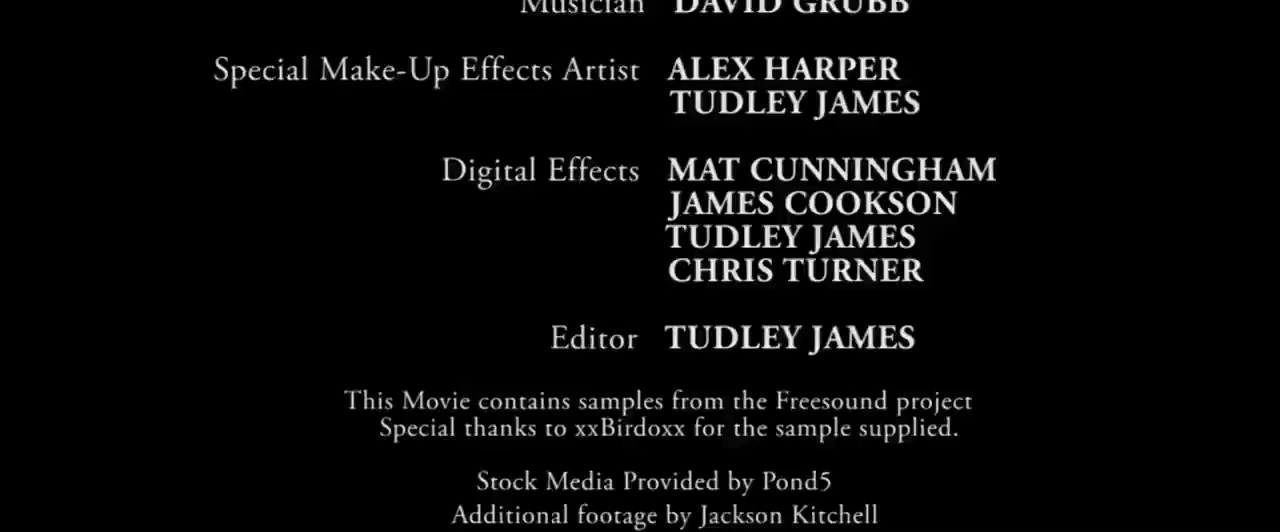 Musician DAVID GRUBB
Special Make-Up Effects Artist ALEX HARPER
TUDLEY JAMES
Digital Effects MAT CUNNINGHAM
JAMES COOKSON
TUDLEY JAMES
CHRIS TURNER
Editor TUDLEY JAMES
This Movie contains samples from the Freesound project
Special thanks to xxBirdoxx for the sample supplied.
Stock Media Provided by Pond5
Additional footage by Jackson Kitchell